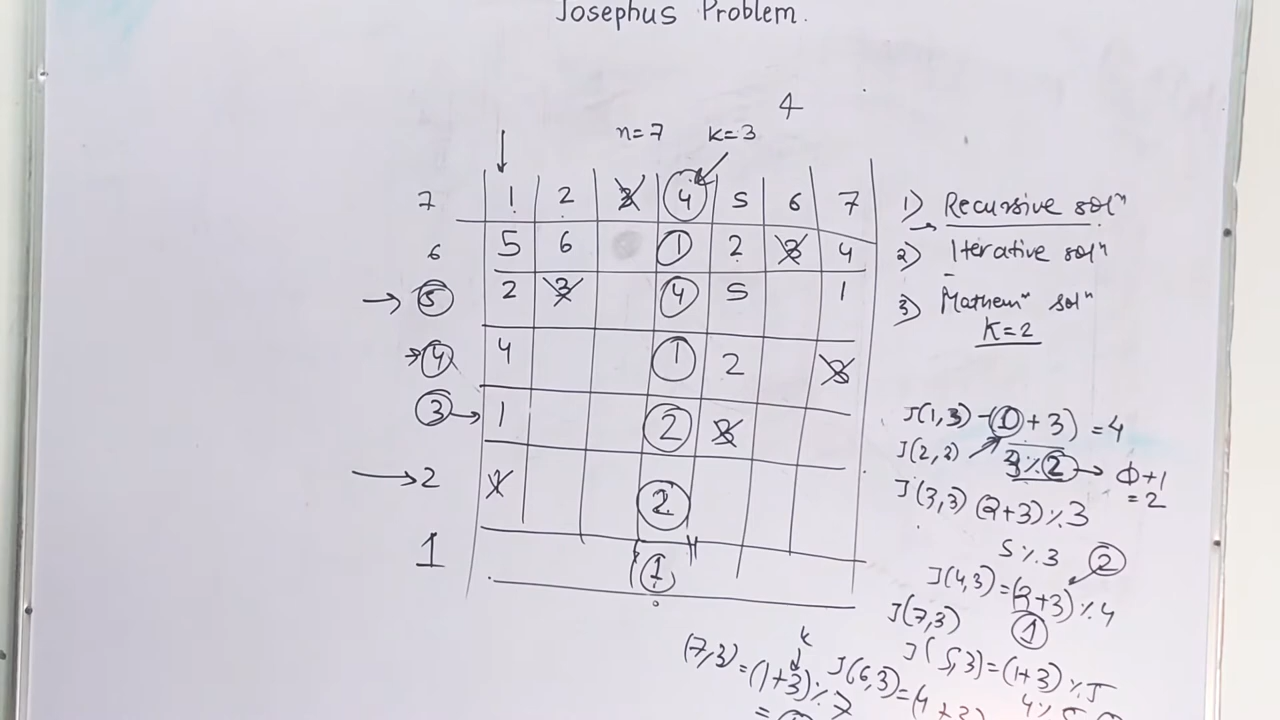 Josephus Problem.
4
n=7 k=3
7 1 2 3 4 5 6 7
6 5 6 1 2 3 4
5 2 3 4 5 1
4 4 1 2 3
3 1 2 3
2 1 2
1 1
1) Recursive solⁿ
2) Iterative solⁿ
3) Mathemⁿ solⁿ
K=2
J(1,3) (1+3) =4
J(2,2) 3%2 → 0+1
=2
J(3,3) (2+3)%3
5%3 2
J(4,3)=(2+3)%4
J(7,3) 1
J(5,3)=(1+3)%5
4%5
k
(7,3)=(1+3)%7
J(6,3)=(4+3)
=